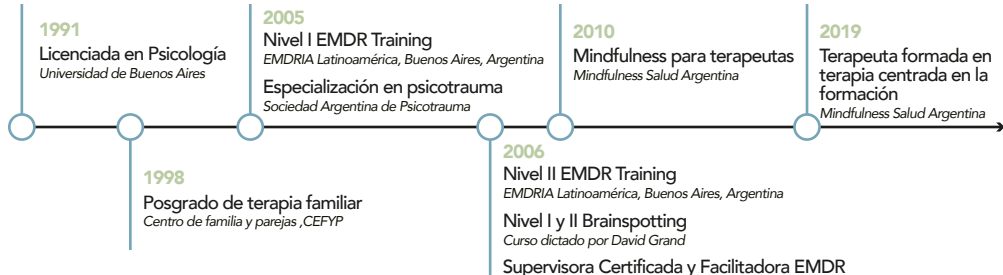 1991
Licenciada en Psicología
Universidad de Buenos Aires
1998
Posgrado de terapia familiar
Centro de familia y parejas ,CEFYP
2005
Nivel I EMDR Training
EMDRIA Latinoamérica, Buenos Aires, Argentina
Especialización en psicotrauma
Sociedad Argentina de Psicotrauma
2006
Nivel II EMDR Training
EMDRIA Latinoamérica, Buenos Aires, Argentina
Nivel I y II Brainspotting
Curso dictado por David Grand
Supervisora Certificada y Facilitadora EMDR
2010
Mindfulness para terapeutas
Mindfulness Salud Argentina
2019
Terapeuta formada en
terapia centrada en la
formación
Mindfulness Salud Argentina